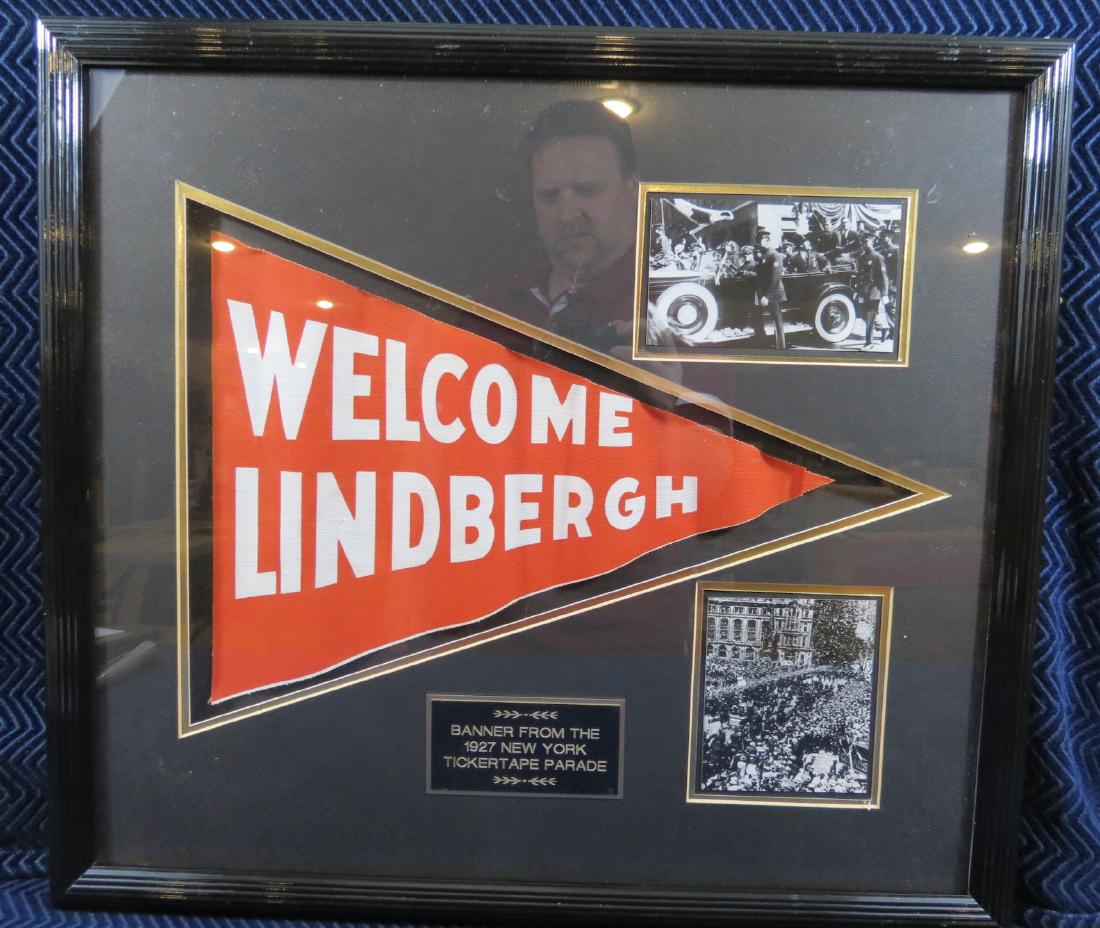 WELCOME
LINDBERGH
BANNER FROM THE
1927 NEW YORK
TICKERTAPE PARADE